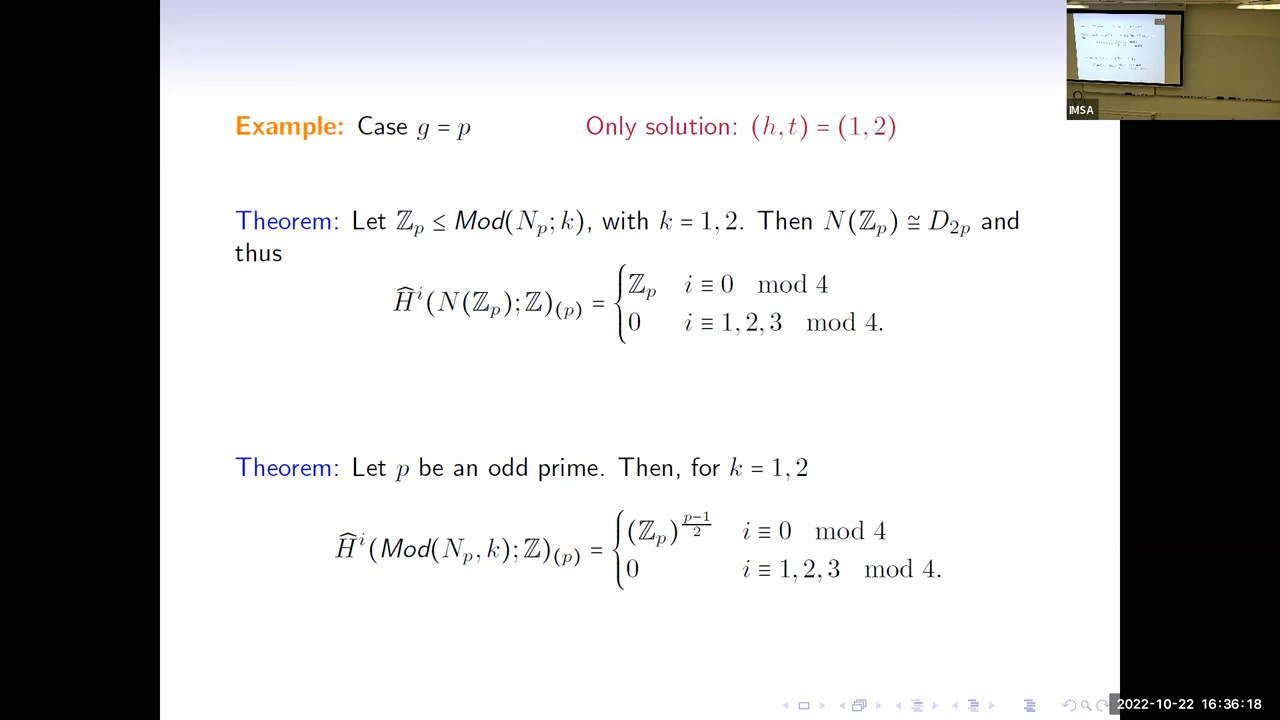 Example: Case g = p Only solution: (h, t) = (1, 2)
IMSA
Theorem: Let ℤ_p ≤ Mod(N_p; k), with k = 1, 2. Then N(ℤ_p) ≅ D_{2p} and
thus
Ĥ^i(N(ℤ_p); ℤ)_{(p)} = { ℤ_p i ≡ 0 mod 4
0 i ≡ 1, 2, 3 mod 4.
Theorem: Let p be an odd prime. Then, for k = 1, 2
Ĥ^i(Mod(N_p, k); ℤ)_{(p)} = { (ℤ_p)^{\frac{p−1}{2}} i ≡ 0 mod 4
0 i ≡ 1, 2, 3 mod 4.
2022-10-22 16:36:18